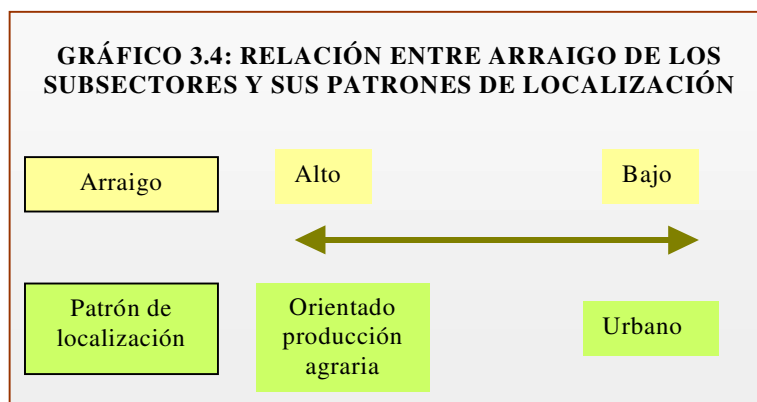 GRÁFICO 3.4: RELACIÓN ENTRE ARRAIGO DE LOS
SUBSECTORES Y SUS PATRONES DE LOCALIZACIÓN
Arraigo
Alto
Bajo
Patrón de
localización
Orientado
producción
agraria
Urbano